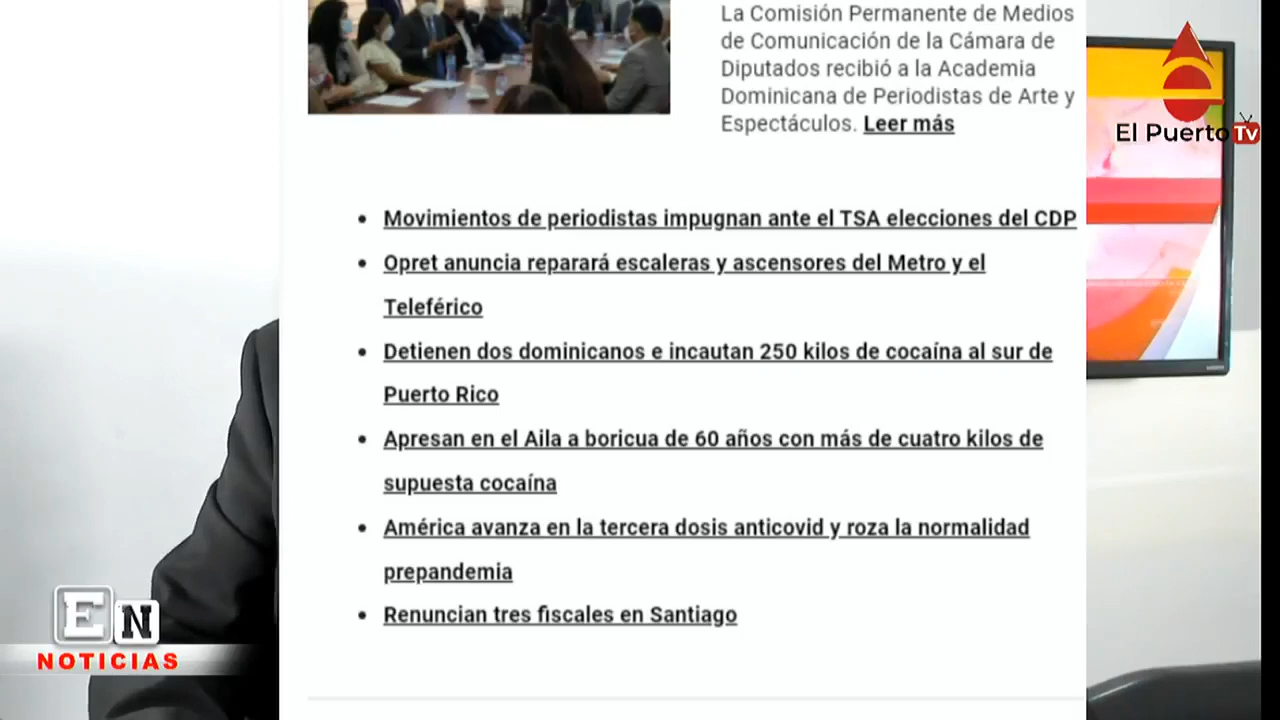 La Comisión Permanente de Medios
de Comunicación de la Cámara de
Diputados recibió a la Academia
Dominicana de Periodistas de Arte y
Espectáculos. Leer más
El Puerto Tv
Movimientos de periodistas impugnan ante el TSA elecciones del CDP
Opret anuncia reparará escaleras y ascensores del Metro y el
Teleférico
Detienen dos dominicanos e incautan 250 kilos de cocaína al sur de
Puerto Rico
Apresan en el Aila a boricua de 60 años con más de cuatro kilos de
supuesta cocaína
América avanza en la tercera dosis anticovid y roza la normalidad
prepandemia
Renuncian tres fiscales en Santiago
EN
NOTICIAS